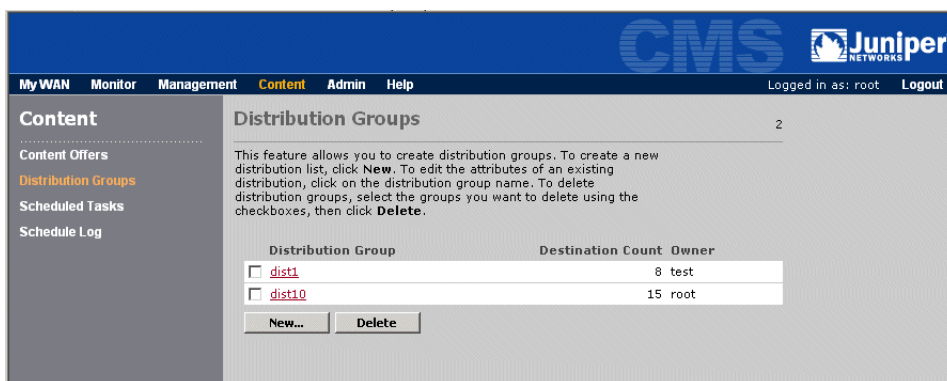 CMS
Juniper
NETWORKS
My WAN Monitor Management Content Admin Help Logged in as: root Logout
Content
Content Offers
Distribution Groups
Scheduled Tasks
Schedule Log
Distribution Groups 2
This feature allows you to create distribution groups. To create a new
distribution list, click New. To edit the attributes of an existing
distribution, click on the distribution group name. To delete
distribution groups, select the groups you want to delete using the
checkboxes, then click Delete.
Distribution Group Destination Count Owner
dist1 8 test
dist10 15 root
New... Delete